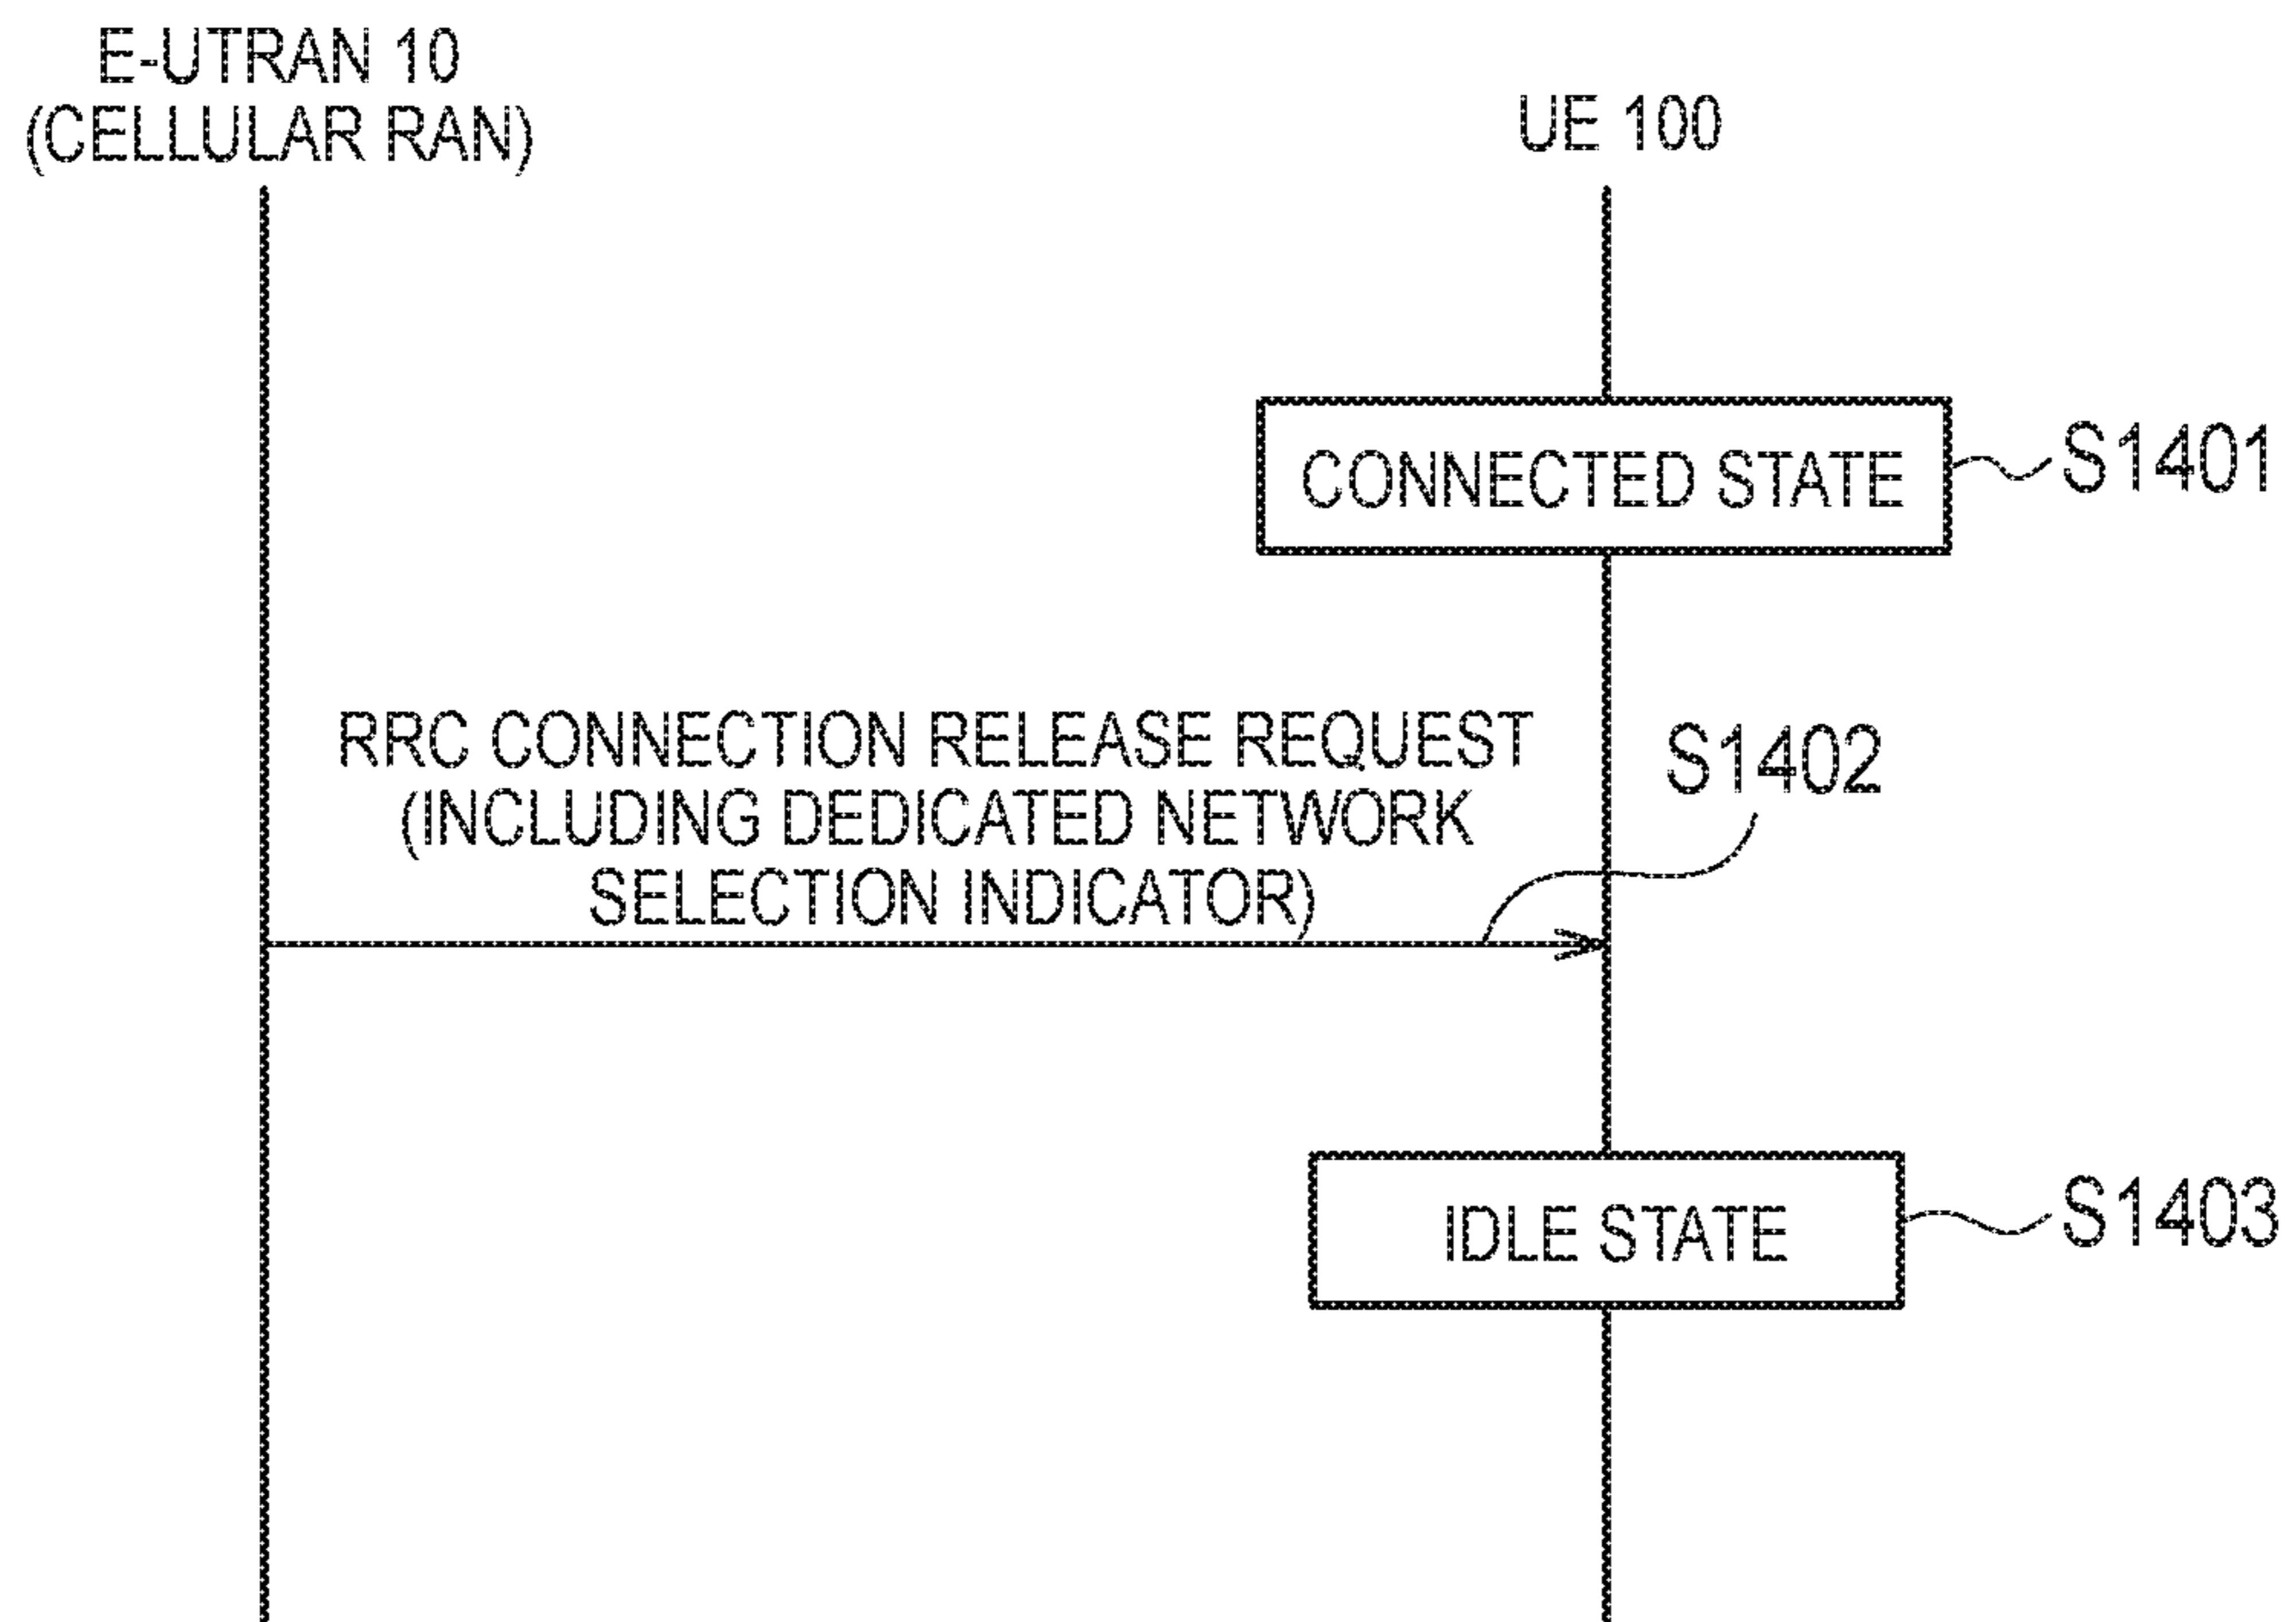 E-UTRAN 10
(CELLULAR RAN)
UE 100
CONNECTED STATE
S1401
RRC CONNECTION RELEASE REQUEST
(INCLUDING DEDICATED NETWORK
SELECTION INDICATOR)
S1402
IDLE STATE
S1403